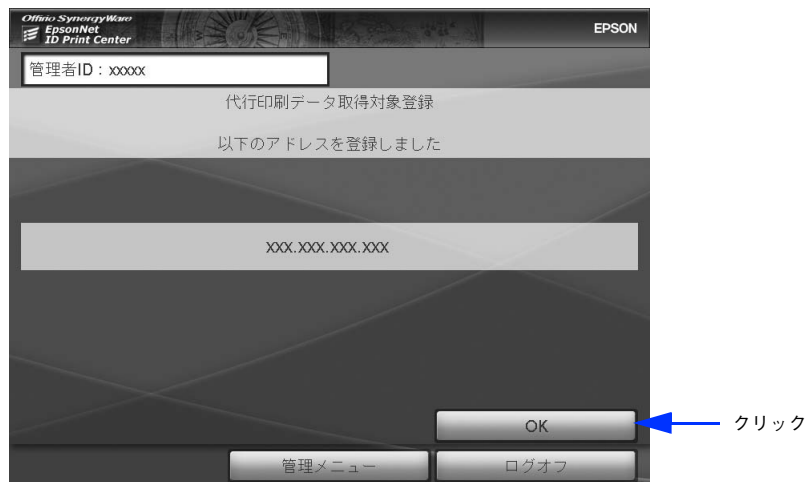 Offirio SynergyWare
EpsonNet
ID Print Center
EPSON
管理者ID：xxxxx
代行印刷データ取得対象登録
以下のアドレスを登録しました
XXX.XXX.XXX.XXX
OK
クリック
管理メニュー
ログオフ